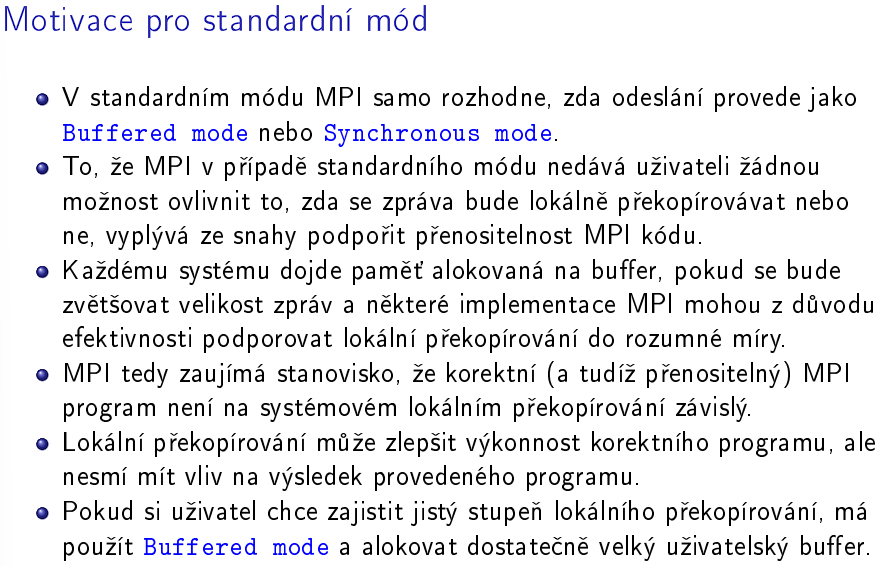 Motivace pro standardní mód
V standardním módu MPI samo rozhodne, zda odeslání provede jako
Buffered mode nebo Synchronous mode.
To, že MPI v případě standardního módu nedává uživateli žádnou
možnost ovlivnit to, zda se zpráva bude lokálně překopírovávat nebo
ne, vyplývá ze snahy podpořit přenositelnost MPI kódu.
Každému systému dojde paměť alokovaná na buffer, pokud se bude
zvětšovat velikost zpráv a některé implementace MPI mohou z důvodu
efektivnosti podporovat lokální překopírování do rozumné míry.
MPI tedy zaujímá stanovisko, že korektní (a tudíž přenositelný) MPI
program není na systémovém lokálním překopírování závislý.
Lokální překopírování může zlepšit výkonnost korektního programu, ale
nesmí mít vliv na výsledek provedeného programu.
Pokud si uživatel chce zajistit jistý stupeň lokálního překopírování, má
použít Buffered mode a alokovat dostatečně velký uživatelský buffer.